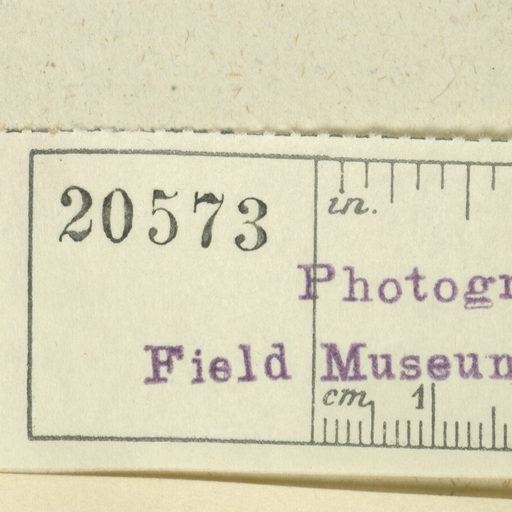 20573
in.
Photogr
Field Museum
cm 1